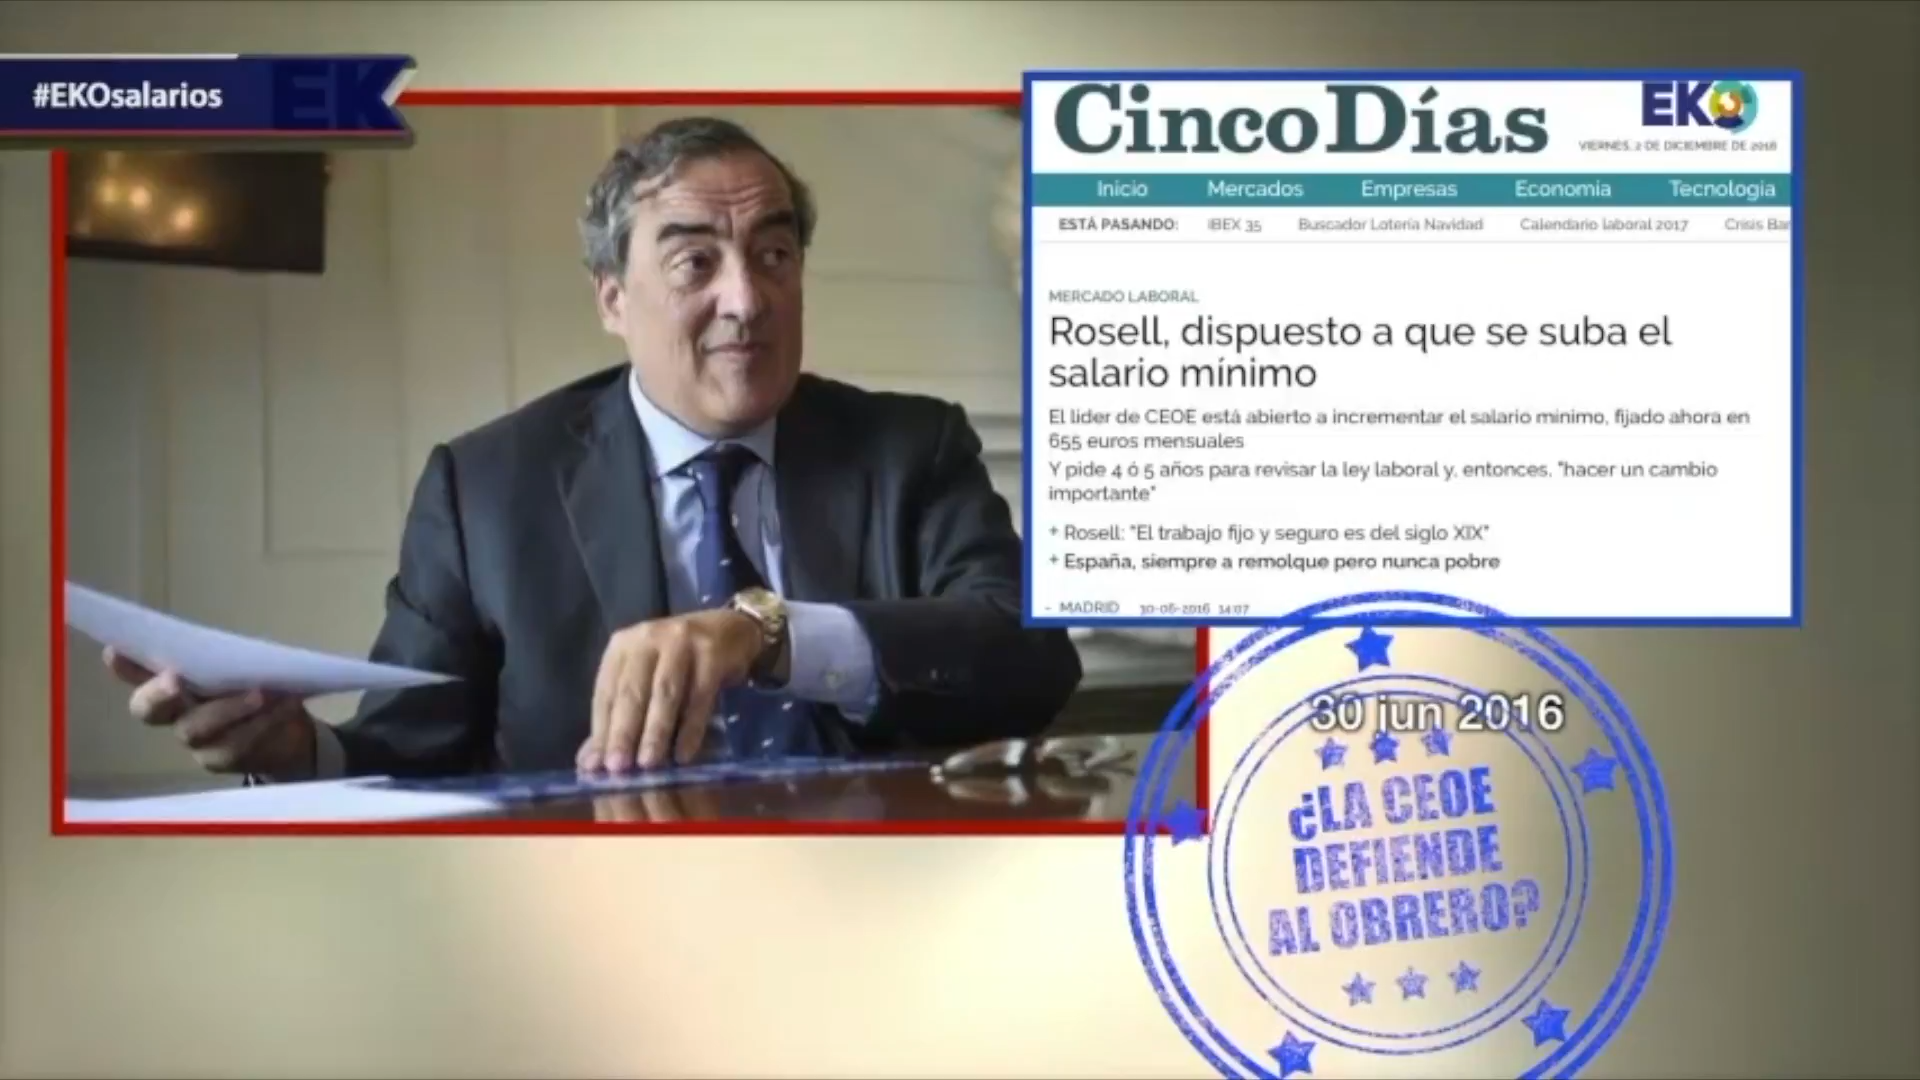 #EKOsalarios
EK
CincoDías
EKO
VIERNES, 2 DE DICIEMBRE DE 2016
Inicio Mercados Empresas Economía Tecnología
ESTÁ PASANDO: IBEX 35 Buscador Lotería Navidad Calendario laboral 2017 Crisis Ban
MERCADO LABORAL
Rosell, dispuesto a que se suba el
salario mínimo
El líder de CEOE está abierto a incrementar el salario mínimo, fijado ahora en
655 euros mensuales
Y pide 4 ó 5 años para revisar la ley laboral y, entonces, "hacer un cambio
importante"
+ Rosell: "El trabajo fijo y seguro es del siglo XIX"
+ España, siempre a remolque pero nunca pobre
- MADRID 30-06-2016 14:07
30 jun 2016
¿LA CEOE
DEFIENDE
AL OBRERO?